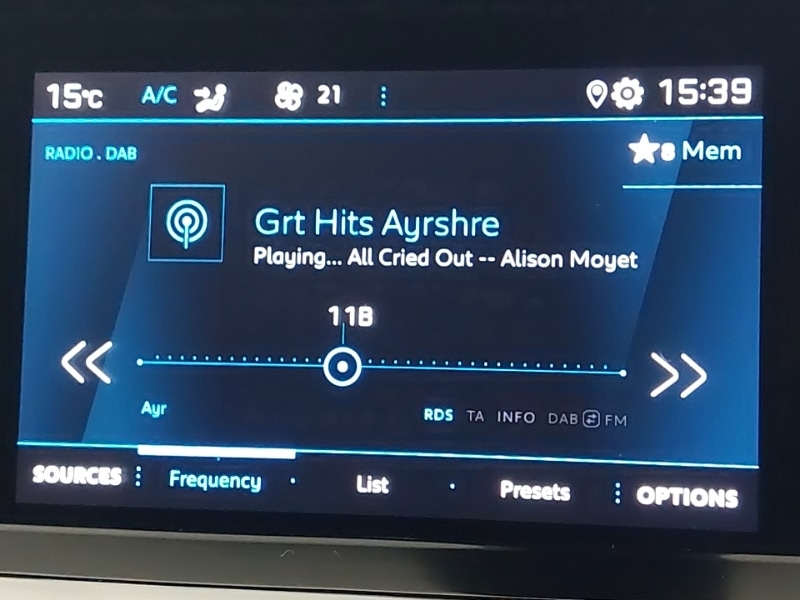 15°C A/C 21 15:39
RADIO . DAB
8 Mem
Grt Hits Ayrshre
Playing... All Cried Out -- Alison Moyet
11B
Ayr
RDS TA INFO DAB FM
SOURCES Frequency List Presets OPTIONS